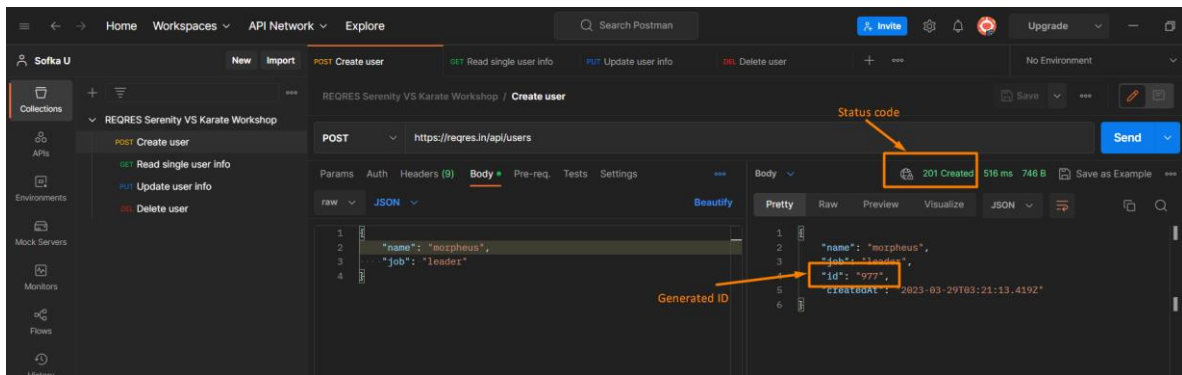 Home Workspaces API Network Explore Search Postman Invite Upgrade
Sofka U New Import POST Create user GET Read single user info PUT Update user info DEL Delete user No Environment
Collections
APIs
Environments
Mock Servers
Monitors
Flows
History
REQRES Serenity VS Karate Workshop
POST Create user
GET Read single user info
PUT Update user info
DEL Delete user
REQRES Serenity VS Karate Workshop / Create user Save
Status code
POST https://reqres.in/api/users Send
Params Auth Headers (9) Body Pre-req. Tests Settings
raw JSON Beautify
1 {
2 "name": "morpheus",
3 "job": "leader"
4 }
Body 201 Created 516 ms 746 B Save as Example
Pretty Raw Preview Visualize JSON
1 {
2 "name": "morpheus",
3 "job": "leader",
4 "id": "977",
5 "createdAt": "2023-03-29T03:21:13.419Z"
6 }
Generated ID